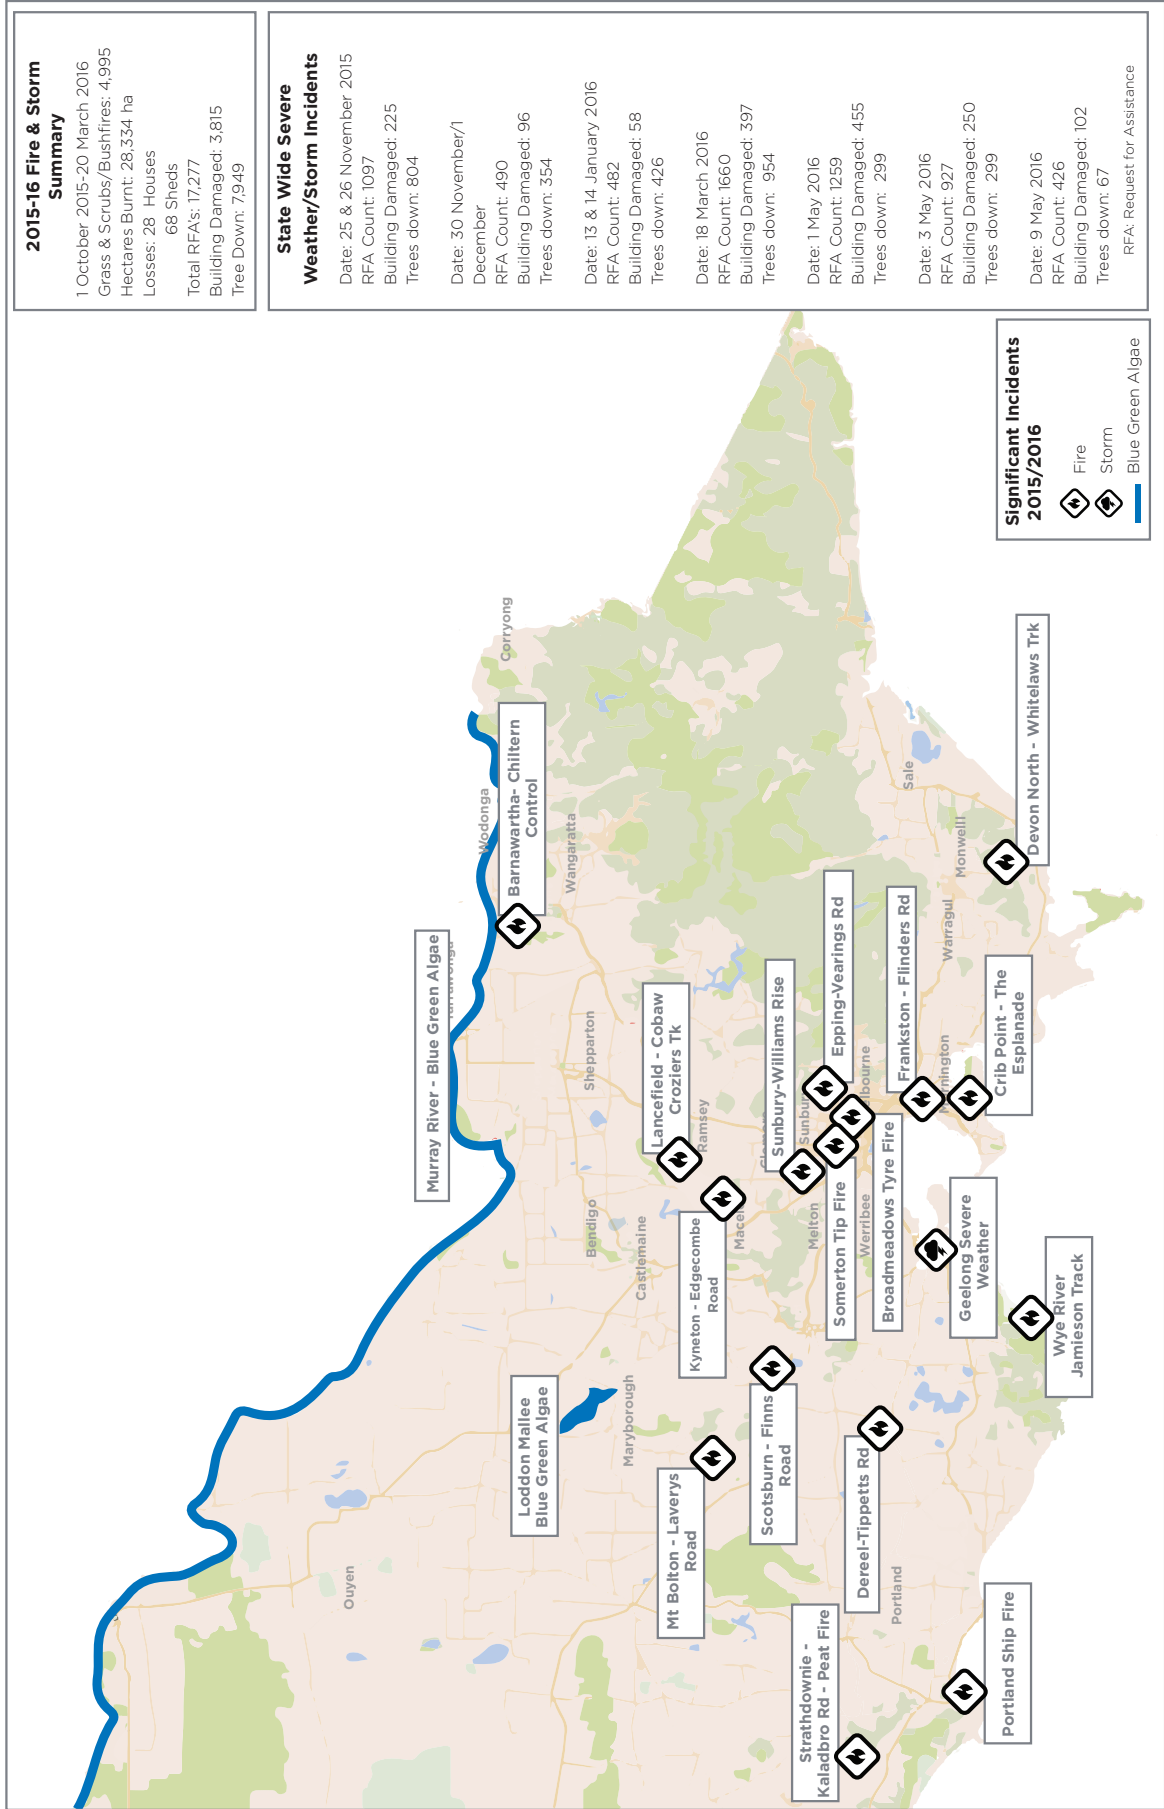 2015-16 Fire & Storm
Summary
1 October 2015-20 March 2016
Grass & Scrubs/Bushfires: 4,995
Hectares Burnt: 28,334 ha
Losses: 28 Houses
68 Sheds
Total RFA's: 17,277
Building Damaged: 3,815
Tree Down: 7,949
State Wide Severe
Weather/Storm Incidents
Date: 25 & 26 November 2015
RFA Count: 1097
Building Damaged: 225
Trees down: 804
Date: 30 November/1
December
RFA Count: 490
Building Damaged: 96
Trees down: 354
Date: 13 & 14 January 2016
RFA Count: 482
Building Damaged: 58
Trees down: 426
Date: 18 March 2016
RFA Count: 1660
Building Damaged: 397
Trees down: 954
Date: 1 May 2016
RFA Count: 1259
Building Damaged: 455
Trees down: 299
Date: 3 May 2016
RFA Count: 927
Building Damaged: 250
Trees down: 299
Date: 9 May 2016
RFA Count: 426
Building Damaged: 102
Trees down: 67
RFA: Request for Assistance
Significant Incidents
2015/2016
Fire
Storm
Blue Green Algae
Murray River - Blue Green Algae
Corryong
Wodonga
Barnawartha- Chiltern
Control
Wangaratta
Ouyen
Loddon Mallee
Blue Green Algae
Shepparton
Bendigo
Castlemaine
Maryborough
Lancefield - Cobaw
Croziers Tk
Ramsey
Kyneton - Edgecombe
Road
Mt Bolton - Laverys
Road
Scotsburn - Finns
Road
Sunbury-Williams Rise
Melton
Epping-Vearings Rd
Somerton Tip Fire
Werribee
Broadmeadows Tyre Fire
Frankston - Flinders Rd
Sale
Monwelll
Warragul
Dereel-Tippetts Rd
Portland
Strathdownie -
Kaladbro Rd - Peat Fire
Geelong Severe
Weather
Crib Point - The
Esplanade
Devon North - Whitelaws Trk
Wye River
Jamieson Track
Portland Ship Fire